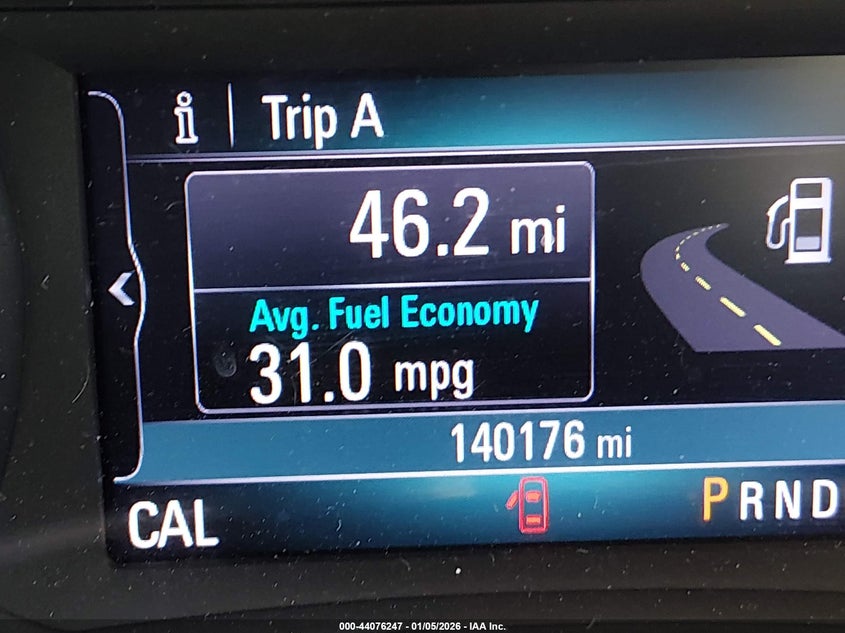 i | Trip A
46.2 mi
Avg. Fuel Economy
31.0 mpg
140176 mi
CAL
PRND
000-44076247 - 01/05/2026 - IAA Inc.